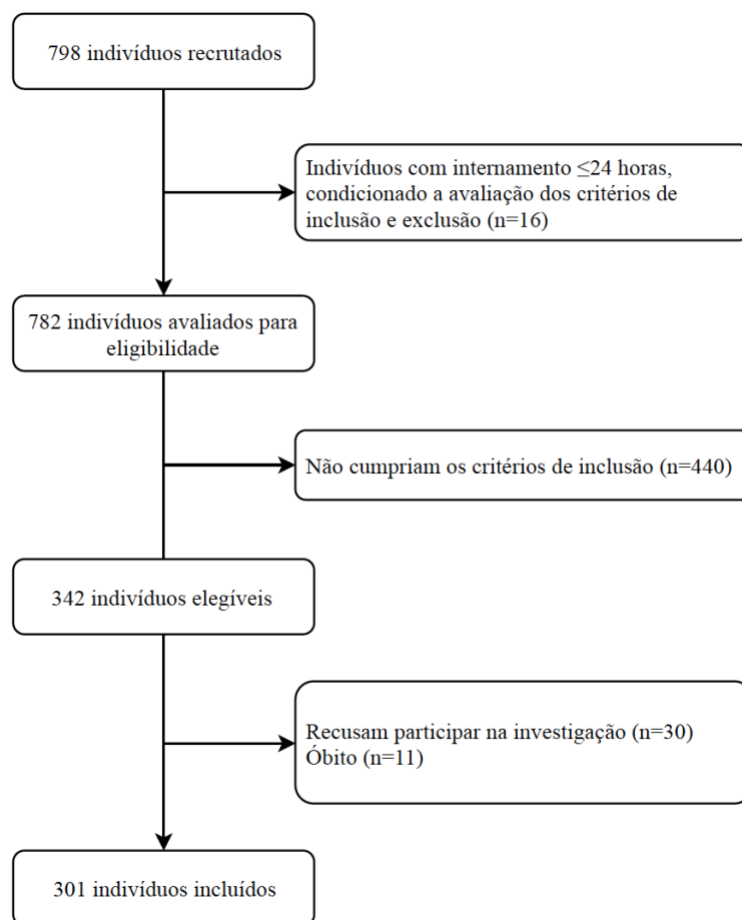 798 indivíduos recrutados
Indivíduos com internamento ≤24 horas,
condicionado a avaliação dos critérios de
inclusão e exclusão (n=16)
782 indivíduos avaliados para
eligibilidade
Não cumpriam os critérios de inclusão (n=440)
342 indivíduos elegíveis
Recusam participar na investigação (n=30)
Óbito (n=11)
301 indivíduos incluídos